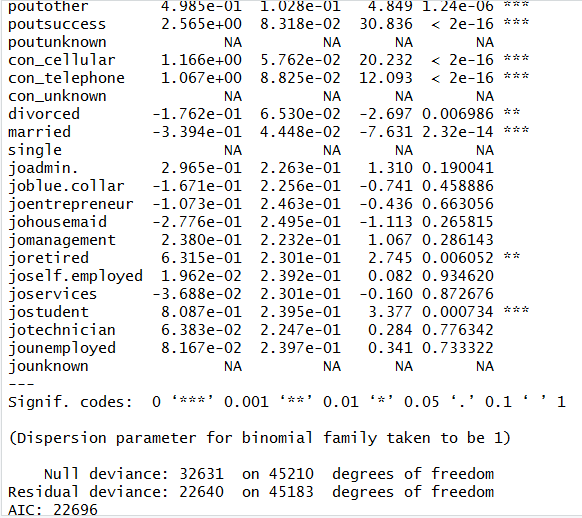 poutother 4.985e-01 1.028e-01 4.849 1.24e-06 ***
poutsuccess 2.565e+00 8.318e-02 30.836 < 2e-16 ***
poutunknown NA NA NA NA
con_cellular 1.166e+00 5.762e-02 20.232 < 2e-16 ***
con_telephone 1.067e+00 8.825e-02 12.093 < 2e-16 ***
con_unknown NA NA NA NA
divorced -1.762e-01 6.530e-02 -2.697 0.006986 **
married -3.394e-01 4.448e-02 -7.631 2.32e-14 ***
single NA NA NA NA
joadmin. 2.965e-01 2.263e-01 1.310 0.190041
joblue.collar -1.671e-01 2.256e-01 -0.741 0.458886
joentrepreneur -1.073e-01 2.463e-01 -0.436 0.663056
johousemaid -2.776e-01 2.495e-01 -1.113 0.265815
jomanagement 2.380e-01 2.232e-01 1.067 0.286143
joretired 6.315e-01 2.301e-01 2.745 0.006052 **
joself.employed 1.962e-02 2.392e-01 0.082 0.934620
joservices -3.688e-02 2.301e-01 -0.160 0.872676
jostudent 8.087e-01 2.395e-01 3.377 0.000734 ***
jotechnician 6.383e-02 2.247e-01 0.284 0.776342
jounemployed 8.167e-02 2.397e-01 0.341 0.733322
jounknown NA NA NA NA
---
Signif. codes: 0 ‘***’ 0.001 ‘**’ 0.01 ‘*’ 0.05 ‘.’ 0.1 ‘ ’ 1
(Dispersion parameter for binomial family taken to be 1)
Null deviance: 32631 on 45210 degrees of freedom
Residual deviance: 22640 on 45183 degrees of freedom
AIC: 22696